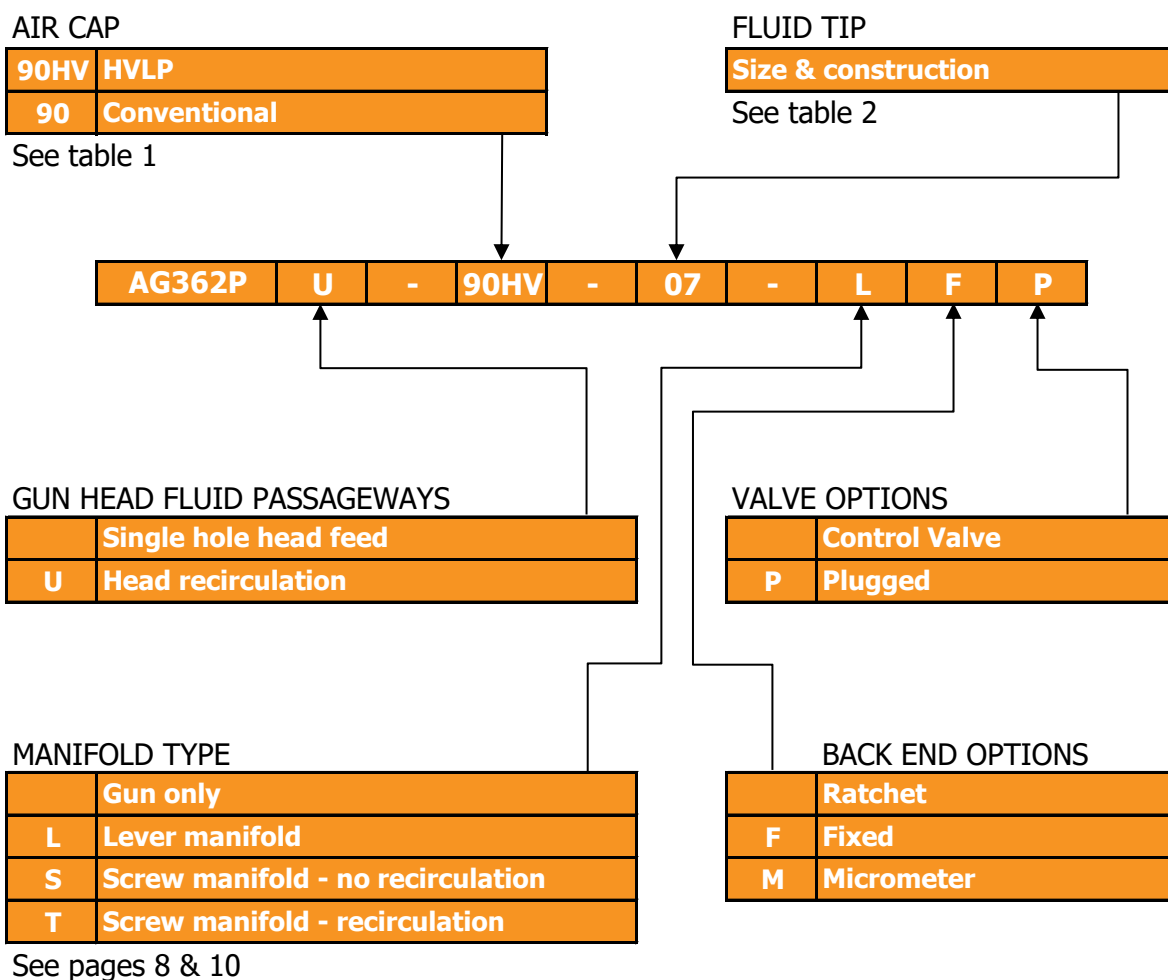 AIR CAP
90HV HVLP
90 Conventional
See table 1
FLUID TIP
Size & construction
See table 2
AG362P U - 90HV - 07 - L F P
GUN HEAD FLUID PASSAGEWAYS
Single hole head feed
U Head recirculation
VALVE OPTIONS
Control Valve
P Plugged
MANIFOLD TYPE
Gun only
L Lever manifold
S Screw manifold - no recirculation
T Screw manifold - recirculation
See pages 8 & 10
BACK END OPTIONS
Ratchet
F Fixed
M Micrometer